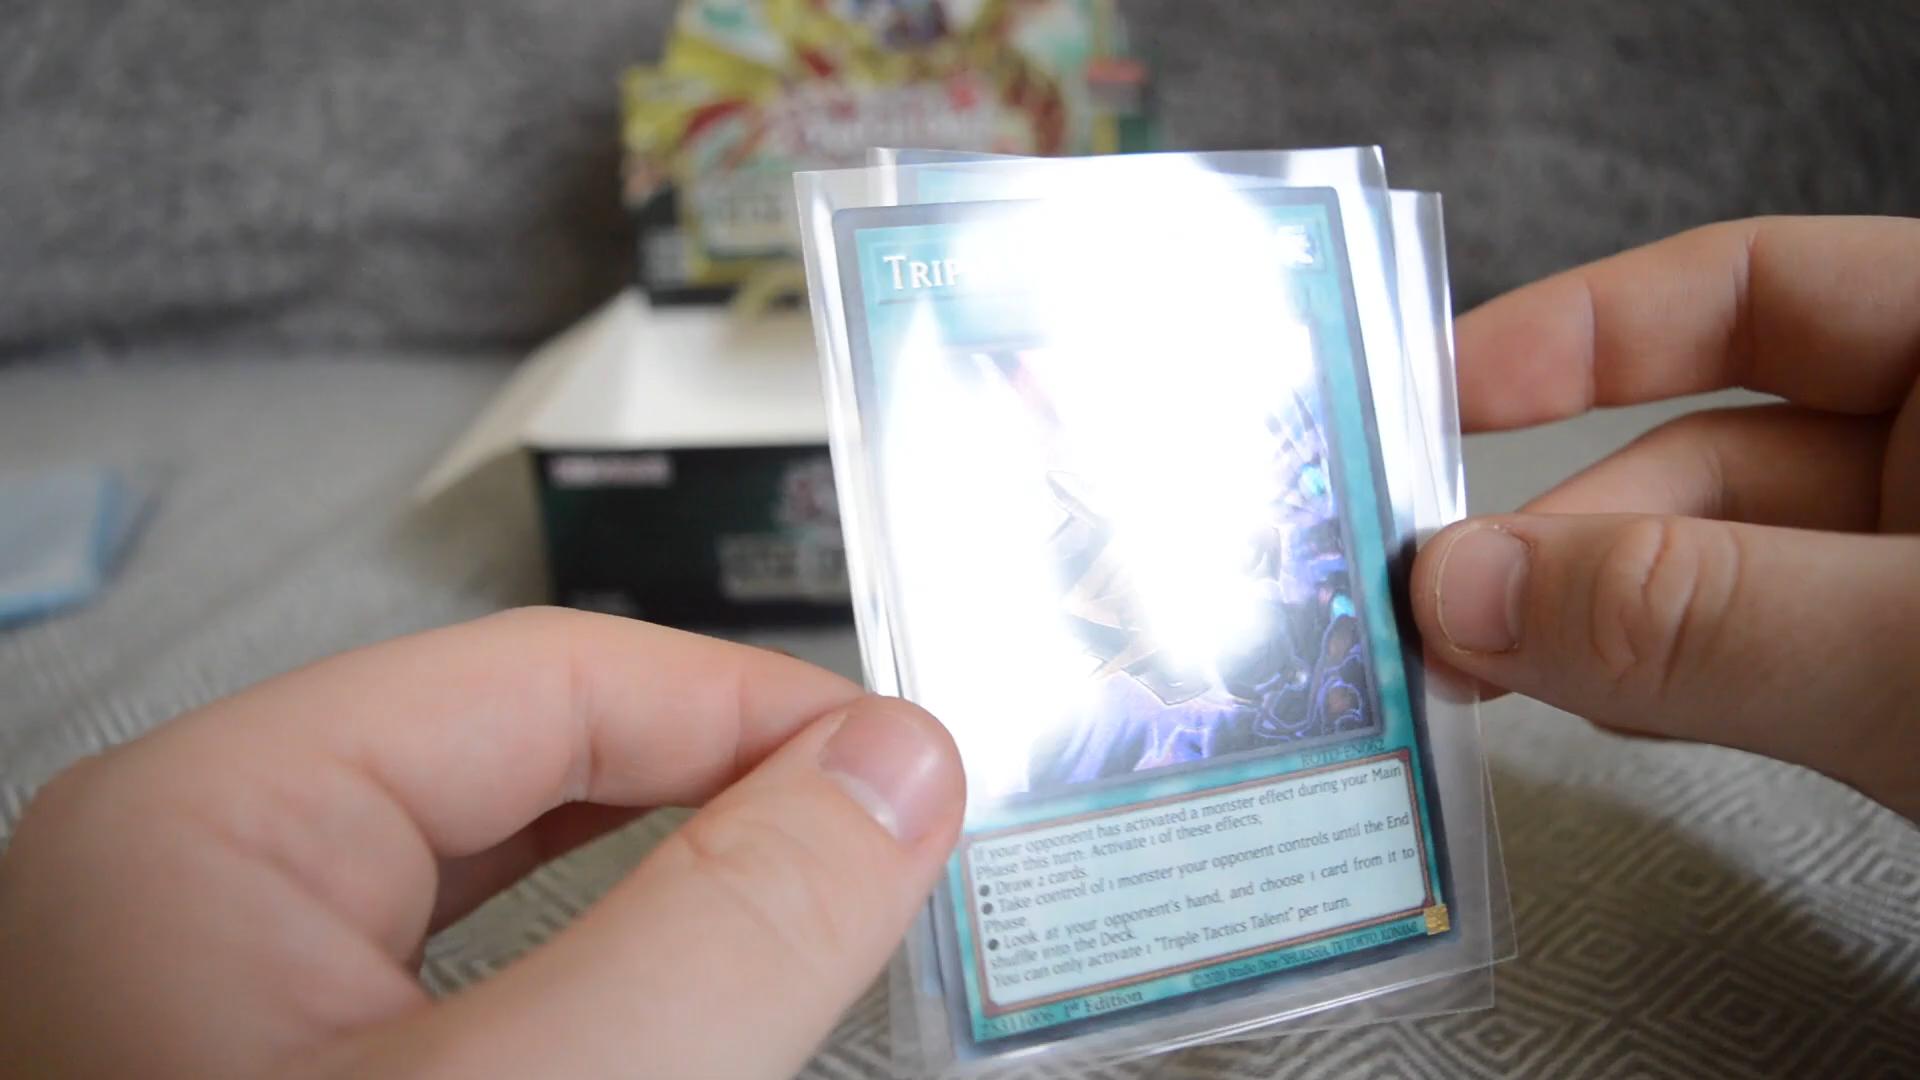 TRIP
ROTD-EN062
If your opponent has activated a monster effect during your Main
Phase this turn: Activate 1 of these effects;
● Draw 2 cards.
● Take control of 1 monster your opponent controls until the End
Phase.
● Look at your opponent's hand, and choose 1 card from it to
shuffle into the Deck.
You can only activate 1 "Triple Tactics Talent" per turn.
25311006 1st Edition
©2020 Studio Dice/SHUEISHA, TV TOKYO, KONAMI